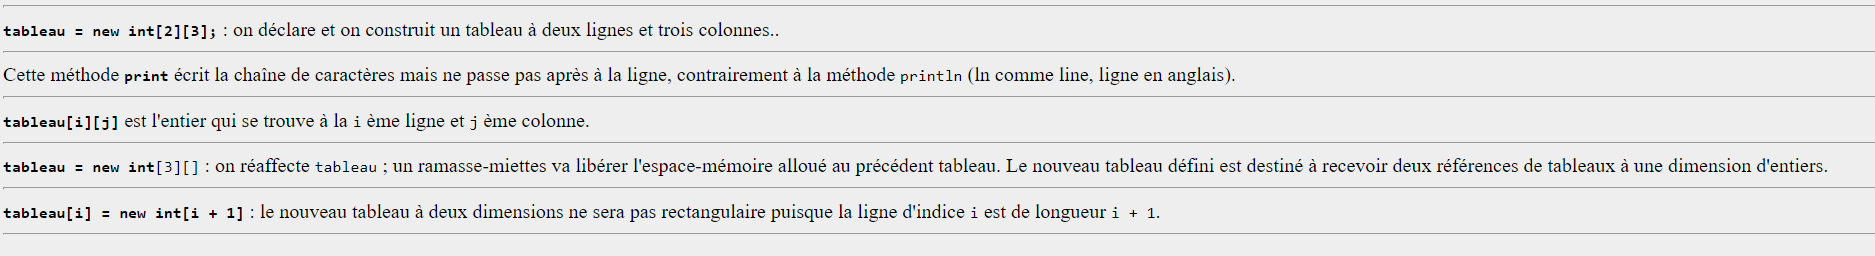 tableau = new int[2][3]; : on déclare et on construit un tableau à deux lignes et trois colonnes..
Cette méthode print écrit la chaîne de caractères mais ne passe pas après à la ligne, contrairement à la méthode println (ln comme line, ligne en anglais).
tableau[i][j] est l'entier qui se trouve à la i ème ligne et j ème colonne.
tableau = new int[3][] : on réaffecte tableau ; un ramasse-miettes va libérer l'espace-mémoire alloué au précédent tableau. Le nouveau tableau défini est destiné à recevoir deux références de tableaux à une dimension d'entiers.
tableau[i] = new int[i + 1] : le nouveau tableau à deux dimensions ne sera pas rectangulaire puisque la ligne d'indice i est de longueur i + 1.